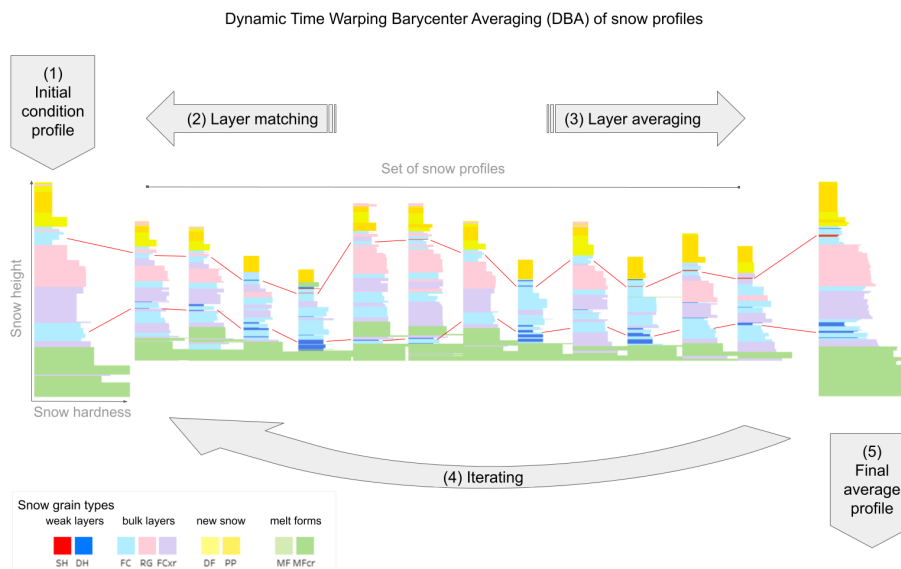 Dynamic Time Warping Barycenter Averaging (DBA) of snow profiles
(1)
Initial
condition
profile
(2) Layer matching
(3) Layer averaging
Set of snow profiles
Snow height
Snow hardness
(4) Iterating
(5)
Final
average
profile
Snow grain types
weak layers bulk layers new snow melt forms
SH DH FC RG FCxr DF PP MF MFcr